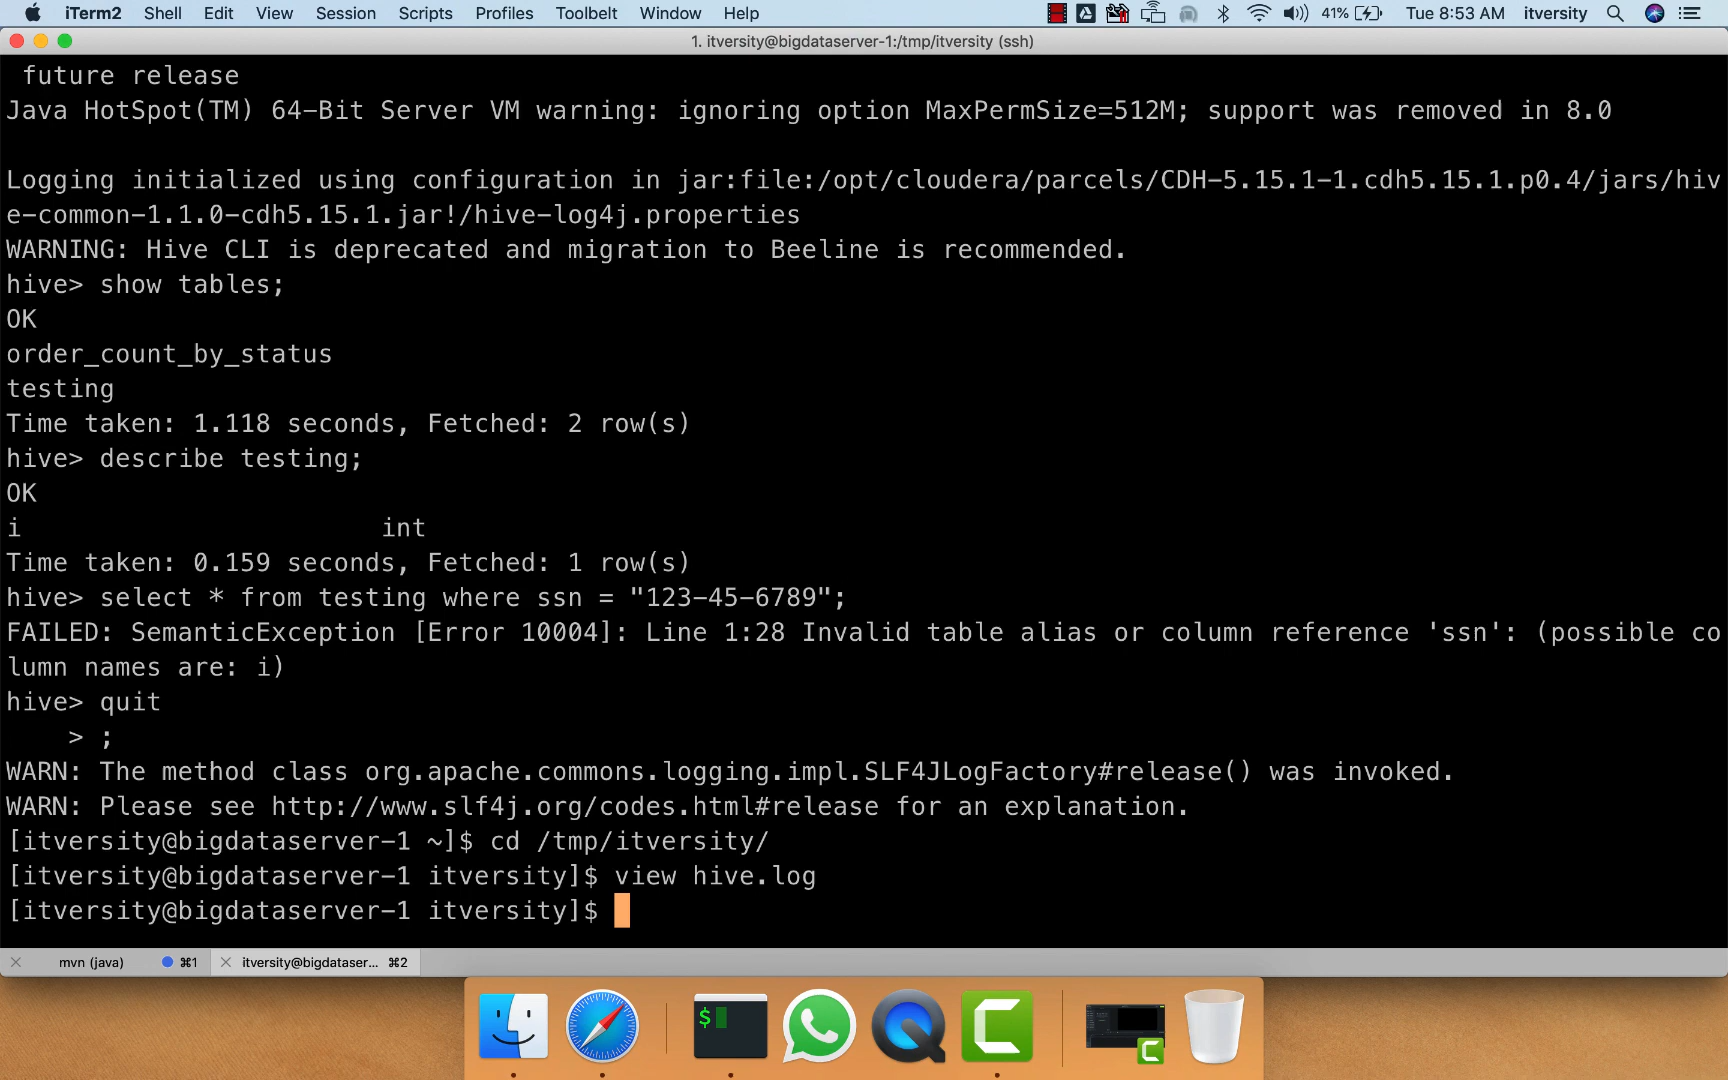 iTerm2 Shell Edit View Session Scripts Profiles Toolbelt Window Help 41% Tue 8:53 AM itversity
1. itversity@bigdataserver-1:/tmp/itversity (ssh)
future release
Java HotSpot(TM) 64-Bit Server VM warning: ignoring option MaxPermSize=512M; support was removed in 8.0
Logging initialized using configuration in jar:file:/opt/cloudera/parcels/CDH-5.15.1-1.cdh5.15.1.p0.4/jars/hiv
e-common-1.1.0-cdh5.15.1.jar!/hive-log4j.properties
WARNING: Hive CLI is deprecated and migration to Beeline is recommended.
hive> show tables;
OK
order_count_by_status
testing
Time taken: 1.118 seconds, Fetched: 2 row(s)
hive> describe testing;
OK
i int
Time taken: 0.159 seconds, Fetched: 1 row(s)
hive> select * from testing where ssn = "123-45-6789";
FAILED: SemanticException [Error 10004]: Line 1:28 Invalid table alias or column reference 'ssn': (possible co
lumn names are: i)
hive> quit
> ;
WARN: The method class org.apache.commons.logging.impl.SLF4JLogFactory#release() was invoked.
WARN: Please see http://www.slf4j.org/codes.html#release for an explanation.
[itversity@bigdataserver-1 ~]$ cd /tmp/itversity/
[itversity@bigdataserver-1 itversity]$ view hive.log
[itversity@bigdataserver-1 itversity]$
mvn (java) ⌘1 itversity@bigdataser... ⌘2
$